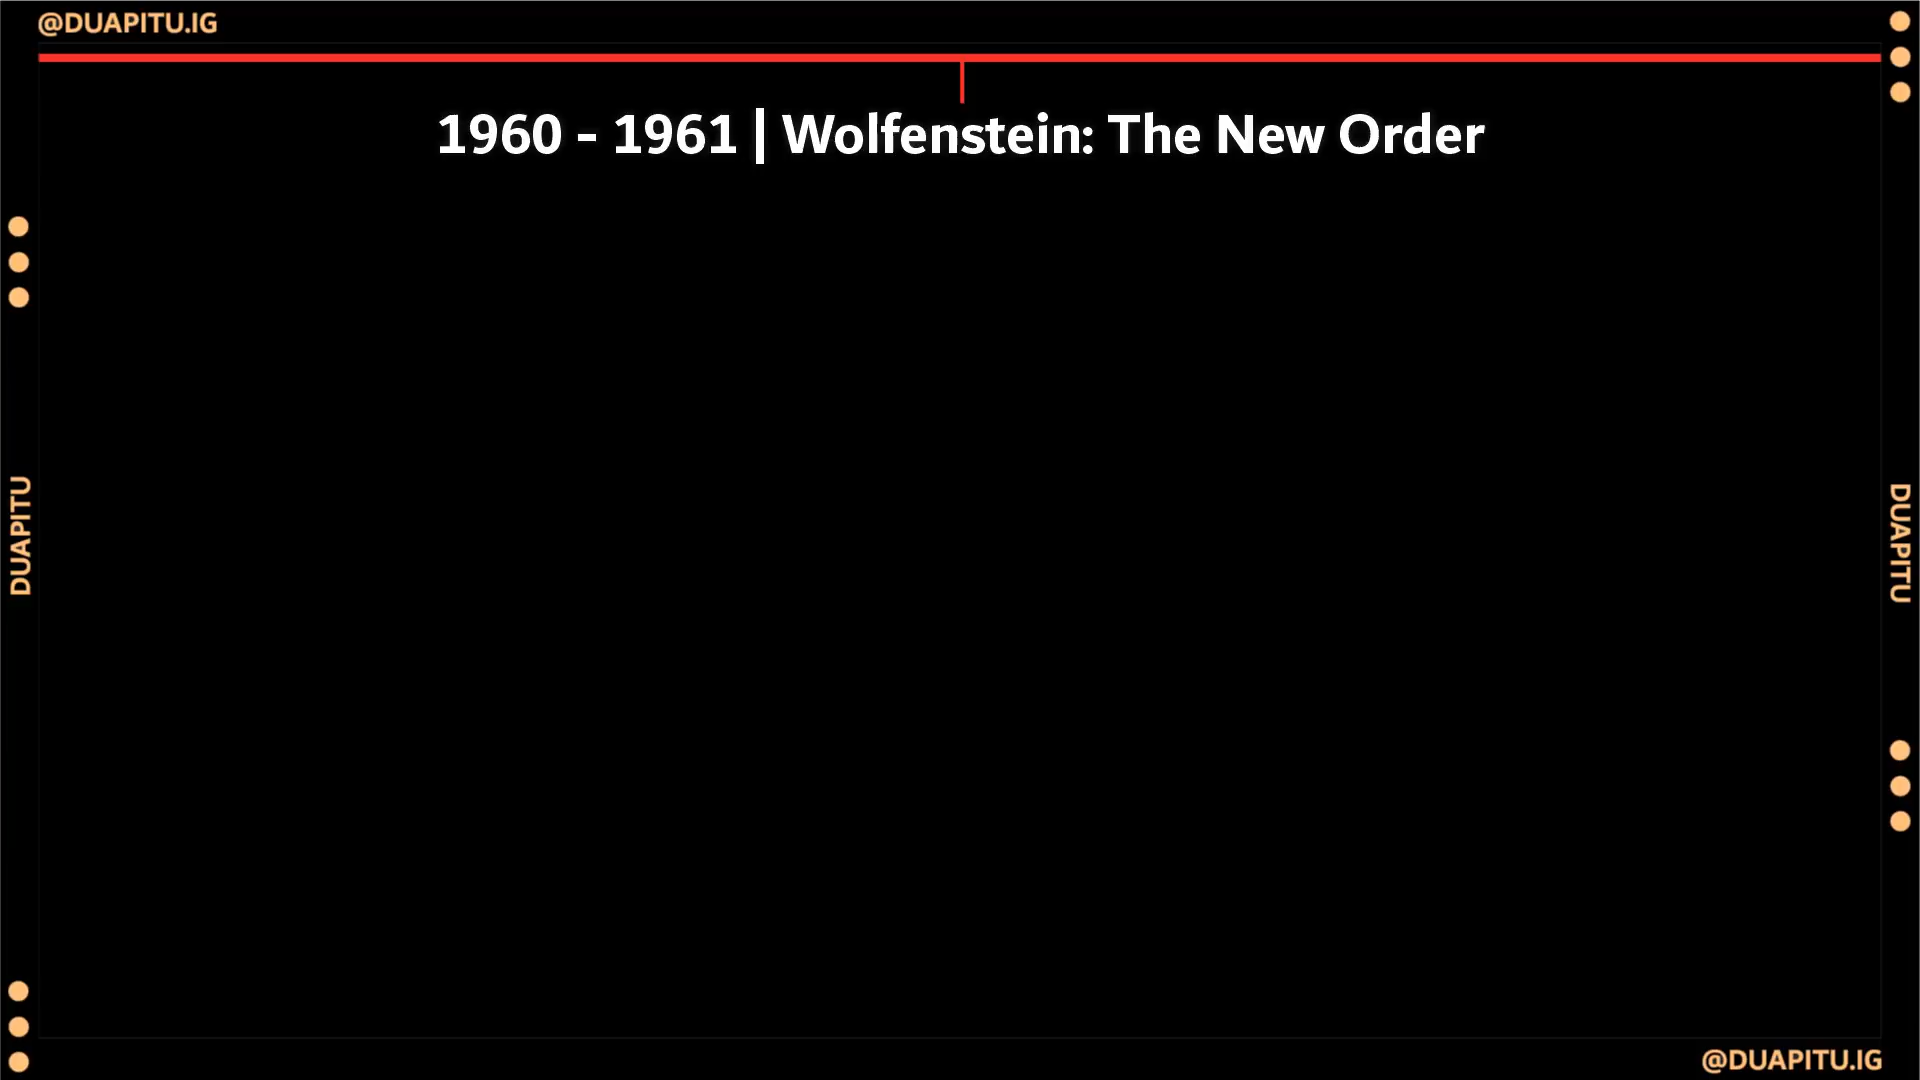 @DUAPITU.IG
1960 - 1961 | Wolfenstein: The New Order
DUAPITU
DUAPITU
@DUAPITU.IG